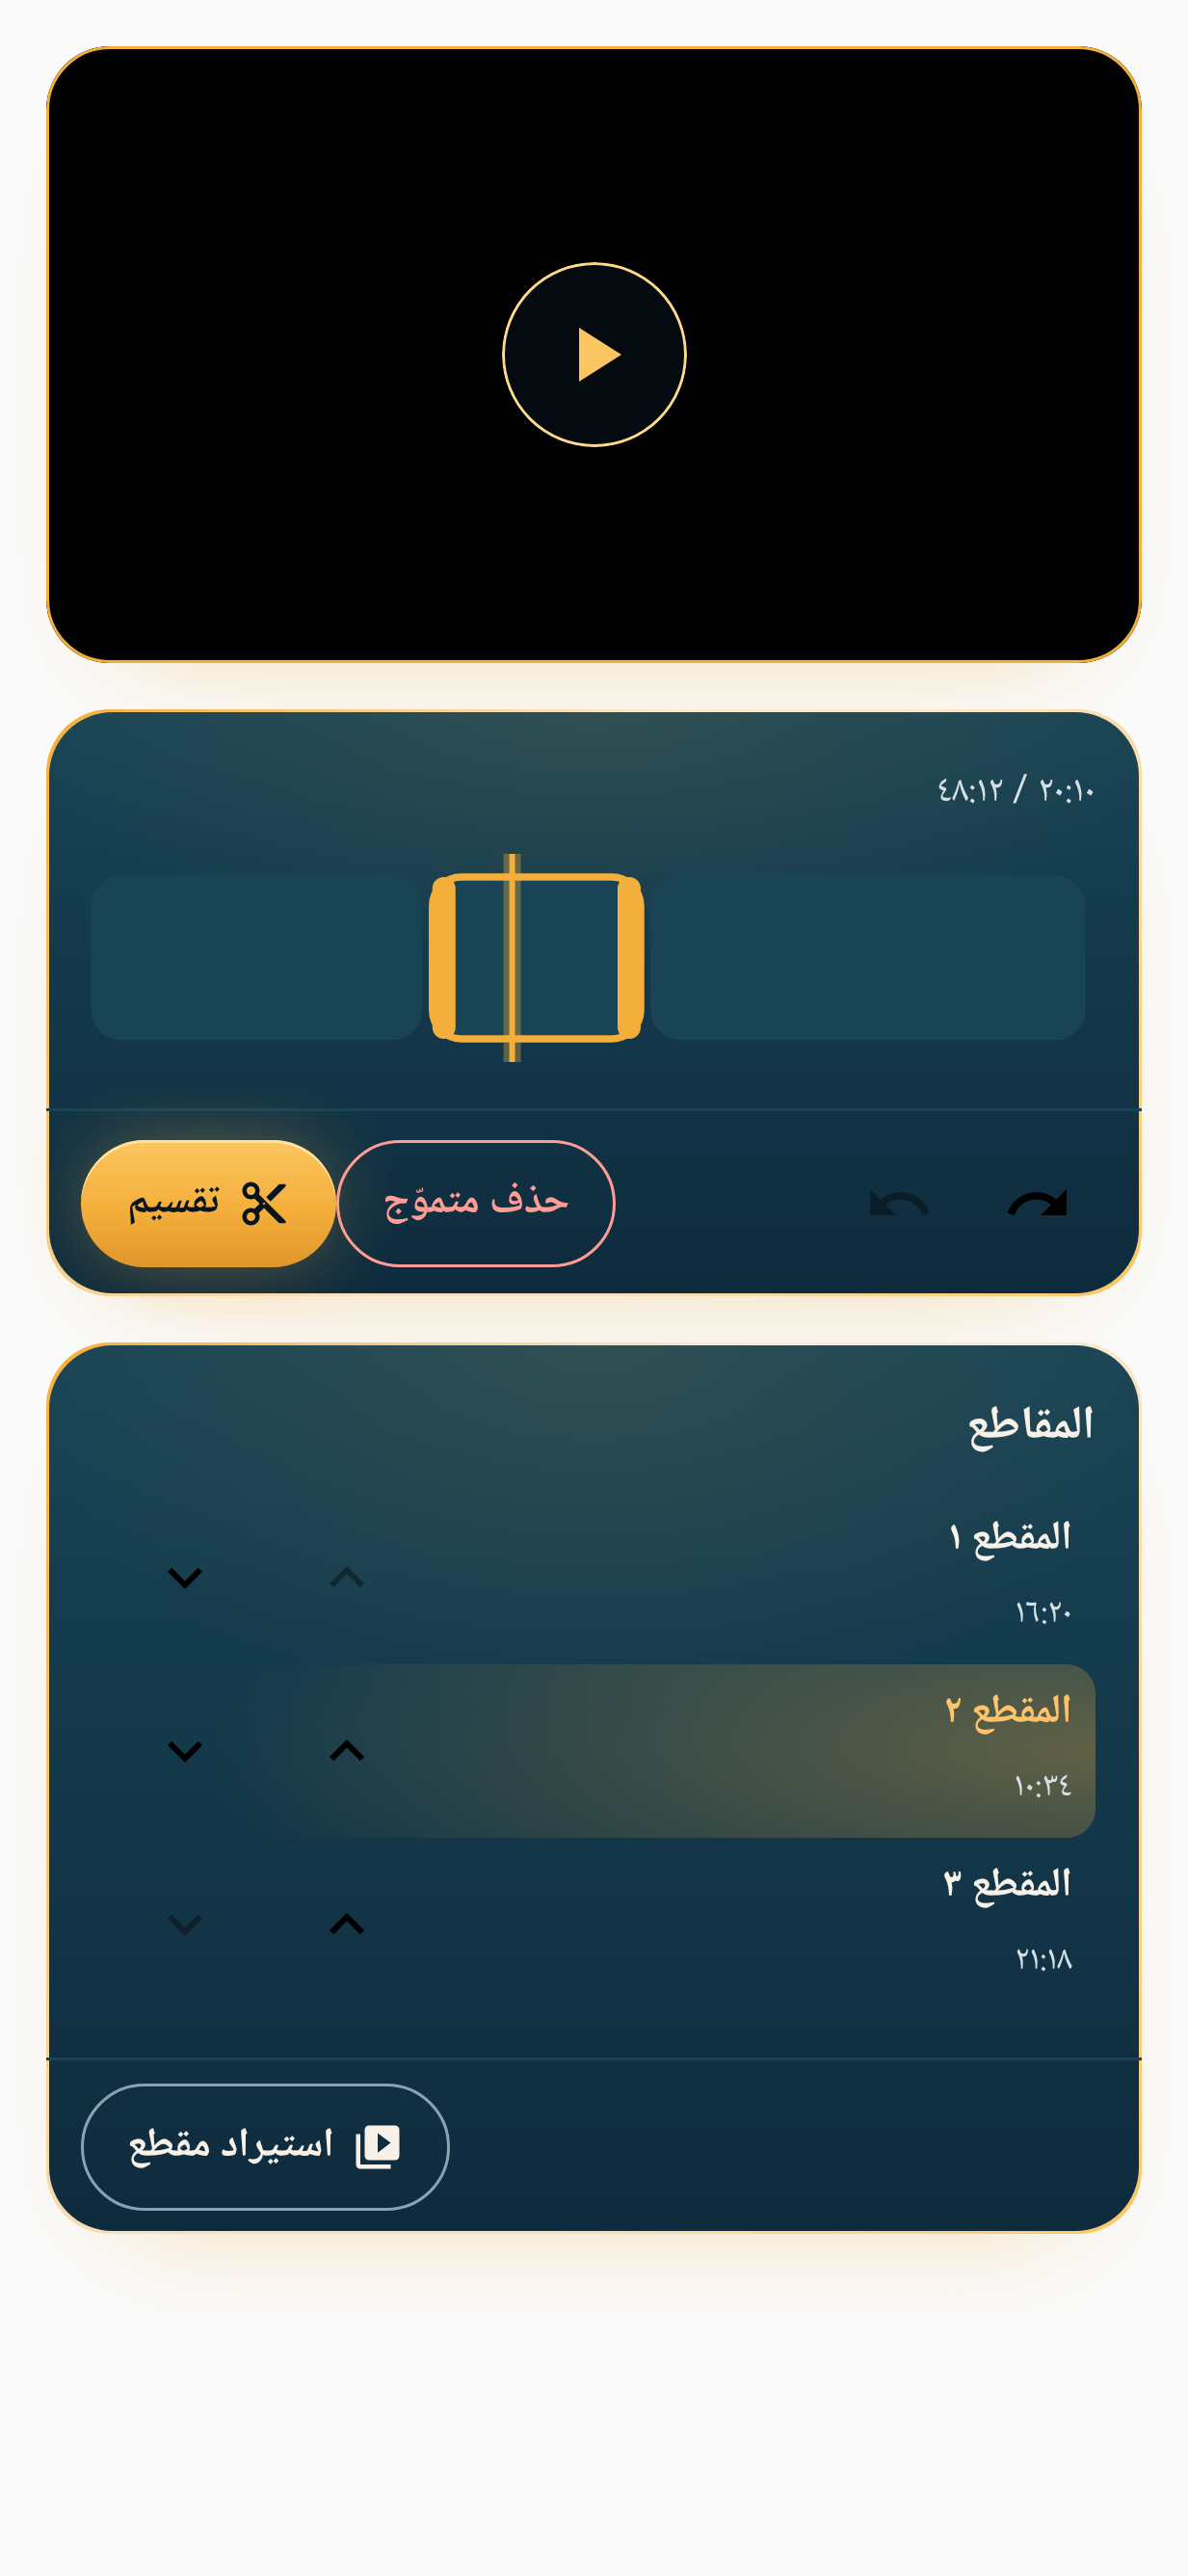 ٢٠:١٠ / ٤٨:١٢
حذف متموّج
تقسيم
المقاطع
المقطع ١
١٦:٢٠
المقطع ٢
١٠:٣٤
المقطع ٣
٢١:١٨
استيراد مقطع